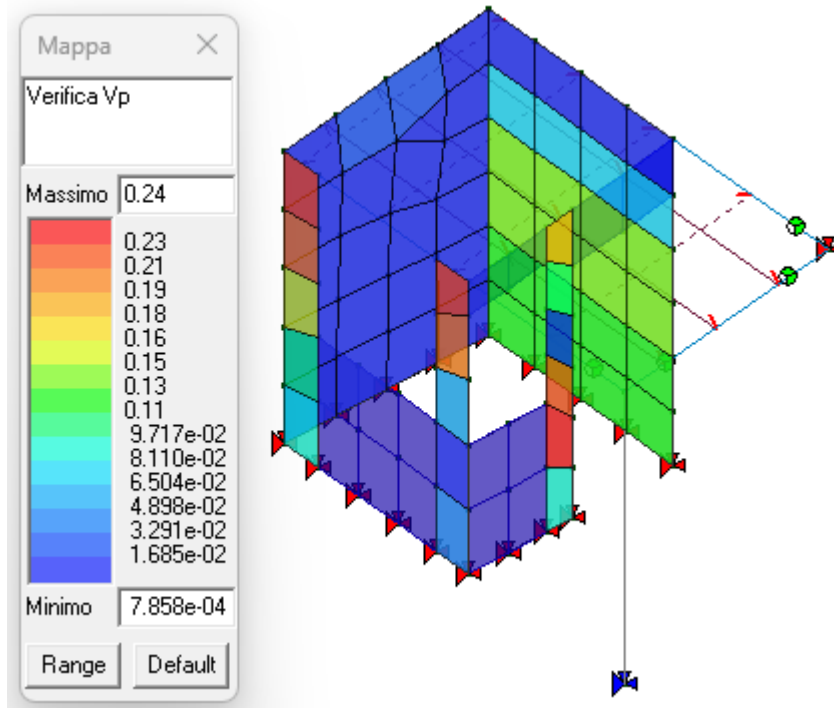 Mappa
Verifica Vp
Massimo 0.24
0.23
0.21
0.19
0.18
0.16
0.15
0.13
0.11
9.717e-02
8.110e-02
6.504e-02
4.898e-02
3.291e-02
1.685e-02
Minimo 7.858e-04
Range Default